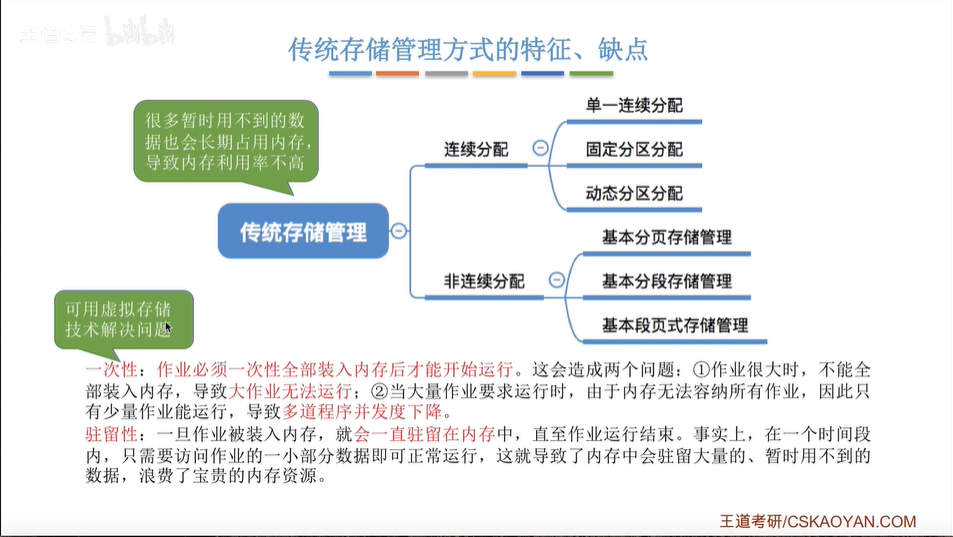 王道论坛 bilibili
传统存储管理方式的特征、缺点
很多暂时用不到的数
据也会长期占用内存，
导致内存利用率不高
传统存储管理
连续分配
单一连续分配
固定分区分配
动态分区分配
非连续分配
基本分页存储管理
基本分段存储管理
基本段页式存储管理
可用虚拟存储
技术解决问题
一次性：作业必须一次性全部装入内存后才能开始运行。这会造成两个问题：①作业很大时，不能全
部装入内存，导致大作业无法运行；②当大量作业要求运行时，由于内存无法容纳所有作业，因此只
有少量作业能运行，导致多道程序并发度下降。
驻留性：一旦作业被装入内存，就会一直驻留在内存中，直至作业运行结束。事实上，在一个时间段
内，只需要访问作业的一小部分数据即可正常运行，这就导致了内存中会驻留大量的、暂时用不到的
数据，浪费了宝贵的内存资源。
王道考研/CSKAOYAN.COM